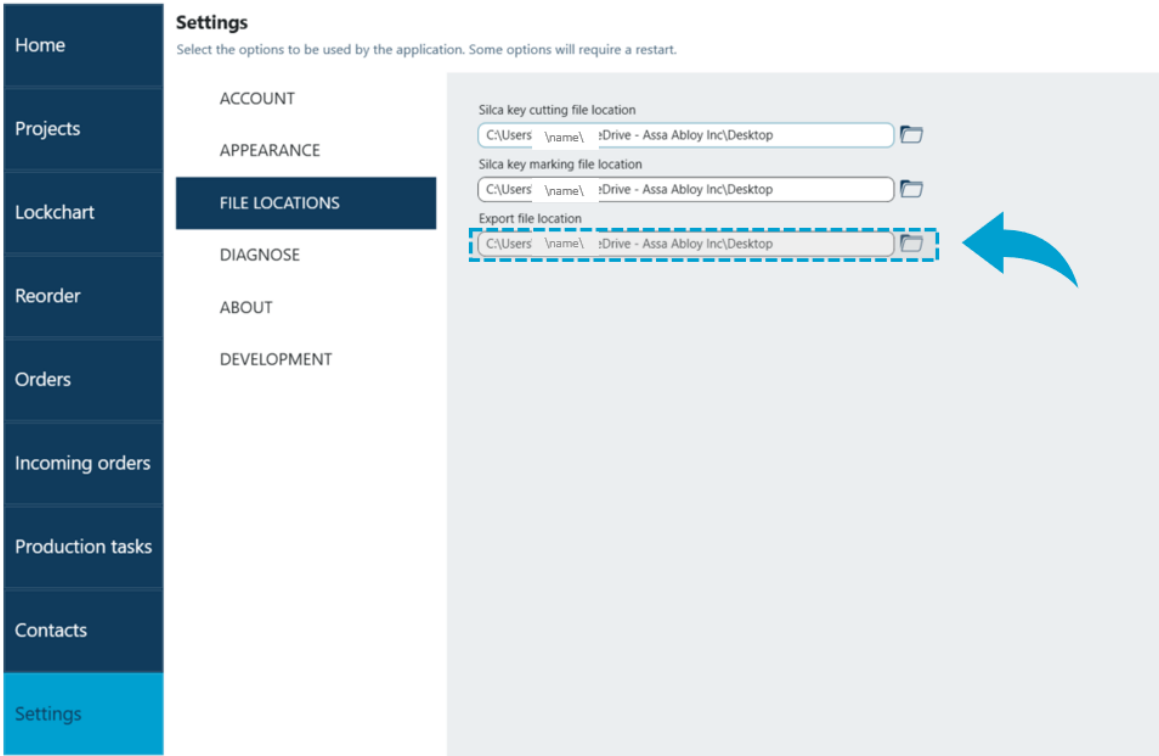 Settings
Select the options to be used by the application. Some options will require a restart.
Home
Projects
Lockchart
Reorder
Orders
Incoming orders
Production tasks
Contacts
Settings
ACCOUNT
APPEARANCE
FILE LOCATIONS
DIAGNOSE
ABOUT
DEVELOPMENT
Silca key cutting file location
C:\Users \name\ eDrive - Assa Abloy Inc\Desktop
Silca key marking file location
C:\Users \name\ eDrive - Assa Abloy Inc\Desktop
Export file location
C:\Users \name\ eDrive - Assa Abloy Inc\Desktop